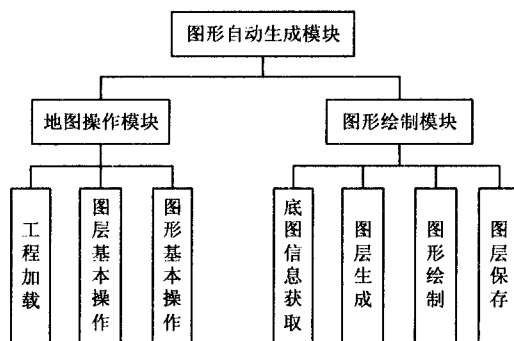 图形自动生成模块
地图操作模块
图形绘制模块
工程加载
图层基本操作
图形基本操作
底图信息获取
图层生成
图形绘制
图层保存